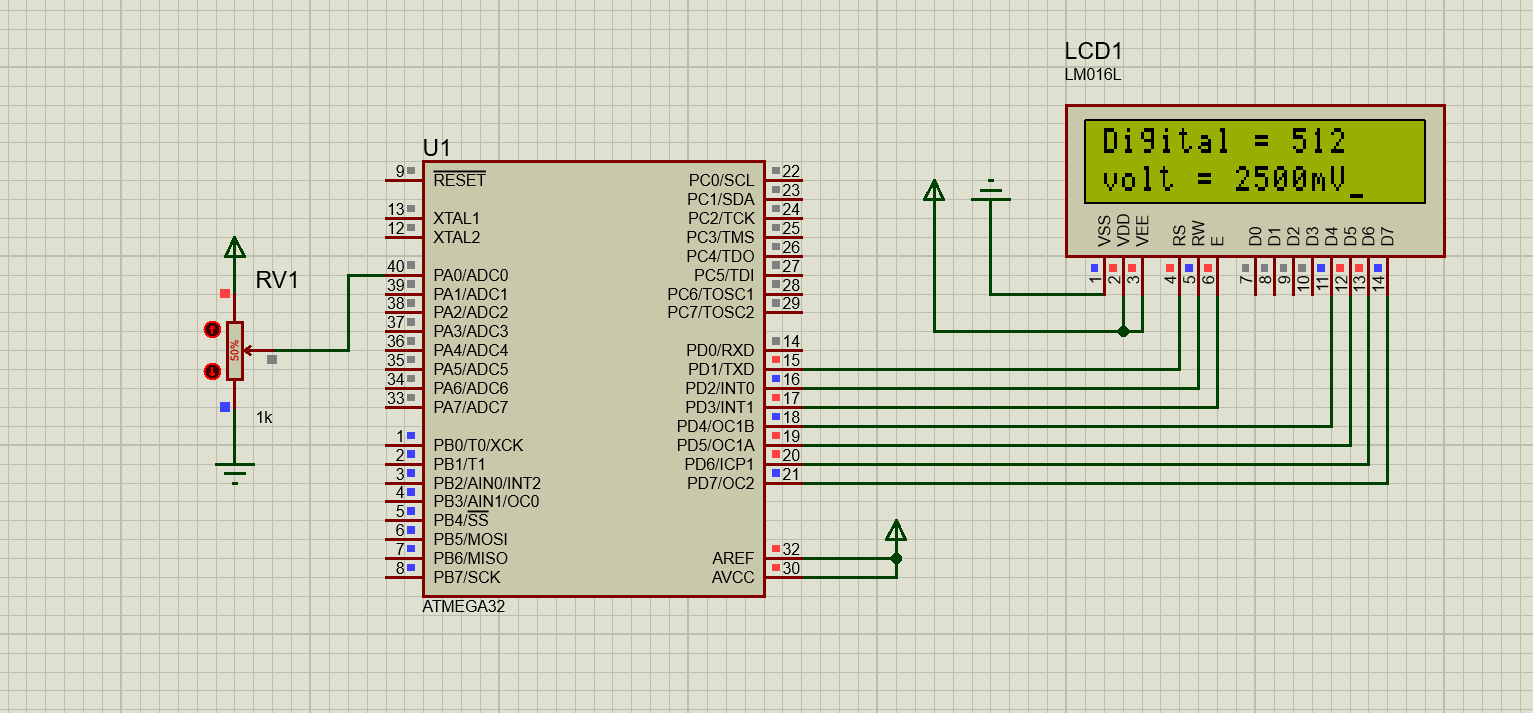 LCD1
LM016L
Digital = 512
volt = 2500mV_
VSS
VDD
VEE
RS
RW
E
D0
D1
D2
D3
D4
D5
D6
D7
1
2
3
4
5
6
7
8
9
10
11
12
13
14
U1
9 RESET
13 XTAL1
12 XTAL2
40 PA0/ADC0
39 PA1/ADC1
38 PA2/ADC2
37 PA3/ADC3
36 PA4/ADC4
35 PA5/ADC5
34 PA6/ADC6
33 PA7/ADC7
1 PB0/T0/XCK
2 PB1/T1
3 PB2/AIN0/INT2
4 PB3/AIN1/OC0
5 PB4/SS
6 PB5/MOSI
7 PB6/MISO
8 PB7/SCK
PC0/SCL 22
PC1/SDA 23
PC2/TCK 24
PC3/TMS 25
PC4/TDO 26
PC5/TDI 27
PC6/TOSC1 28
PC7/TOSC2 29
PD0/RXD 14
PD1/TXD 15
PD2/INT0 16
PD3/INT1 17
PD4/OC1B 18
PD5/OC1A 19
PD6/ICP1 20
PD7/OC2 21
AREF 32
AVCC 30
ATMEGA32
RV1
50%
1k